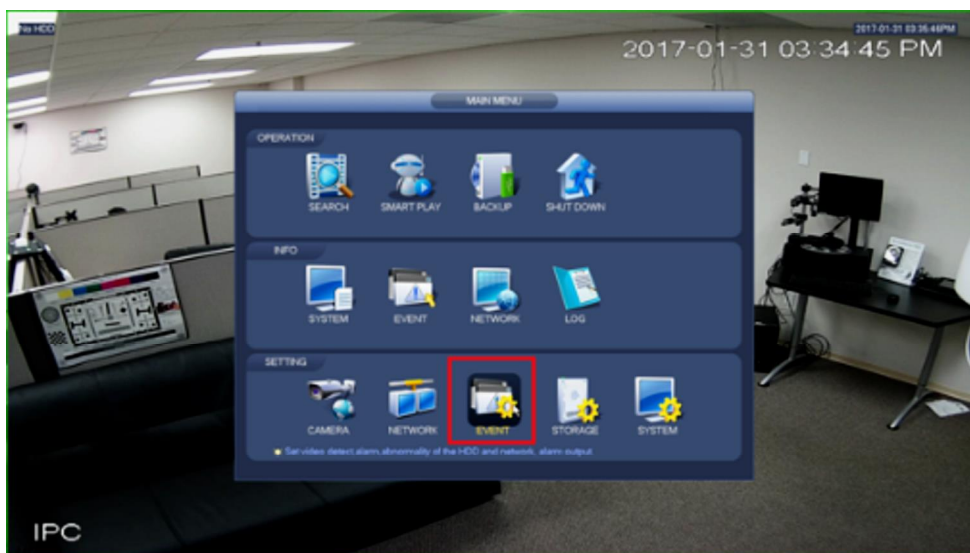 No HDD
2017-01-31 03:35:46PM
2017-01-31 03:34:45 PM
MAIN MENU
OPERATION
SEARCH SMART PLAY BACKUP SHUT DOWN
INFO
SYSTEM EVENT NETWORK LOG
SETTING
CAMERA NETWORK EVENT STORAGE SYSTEM
Set video detect,alarm,abnormality of the HDD and network, alarm output
IPC